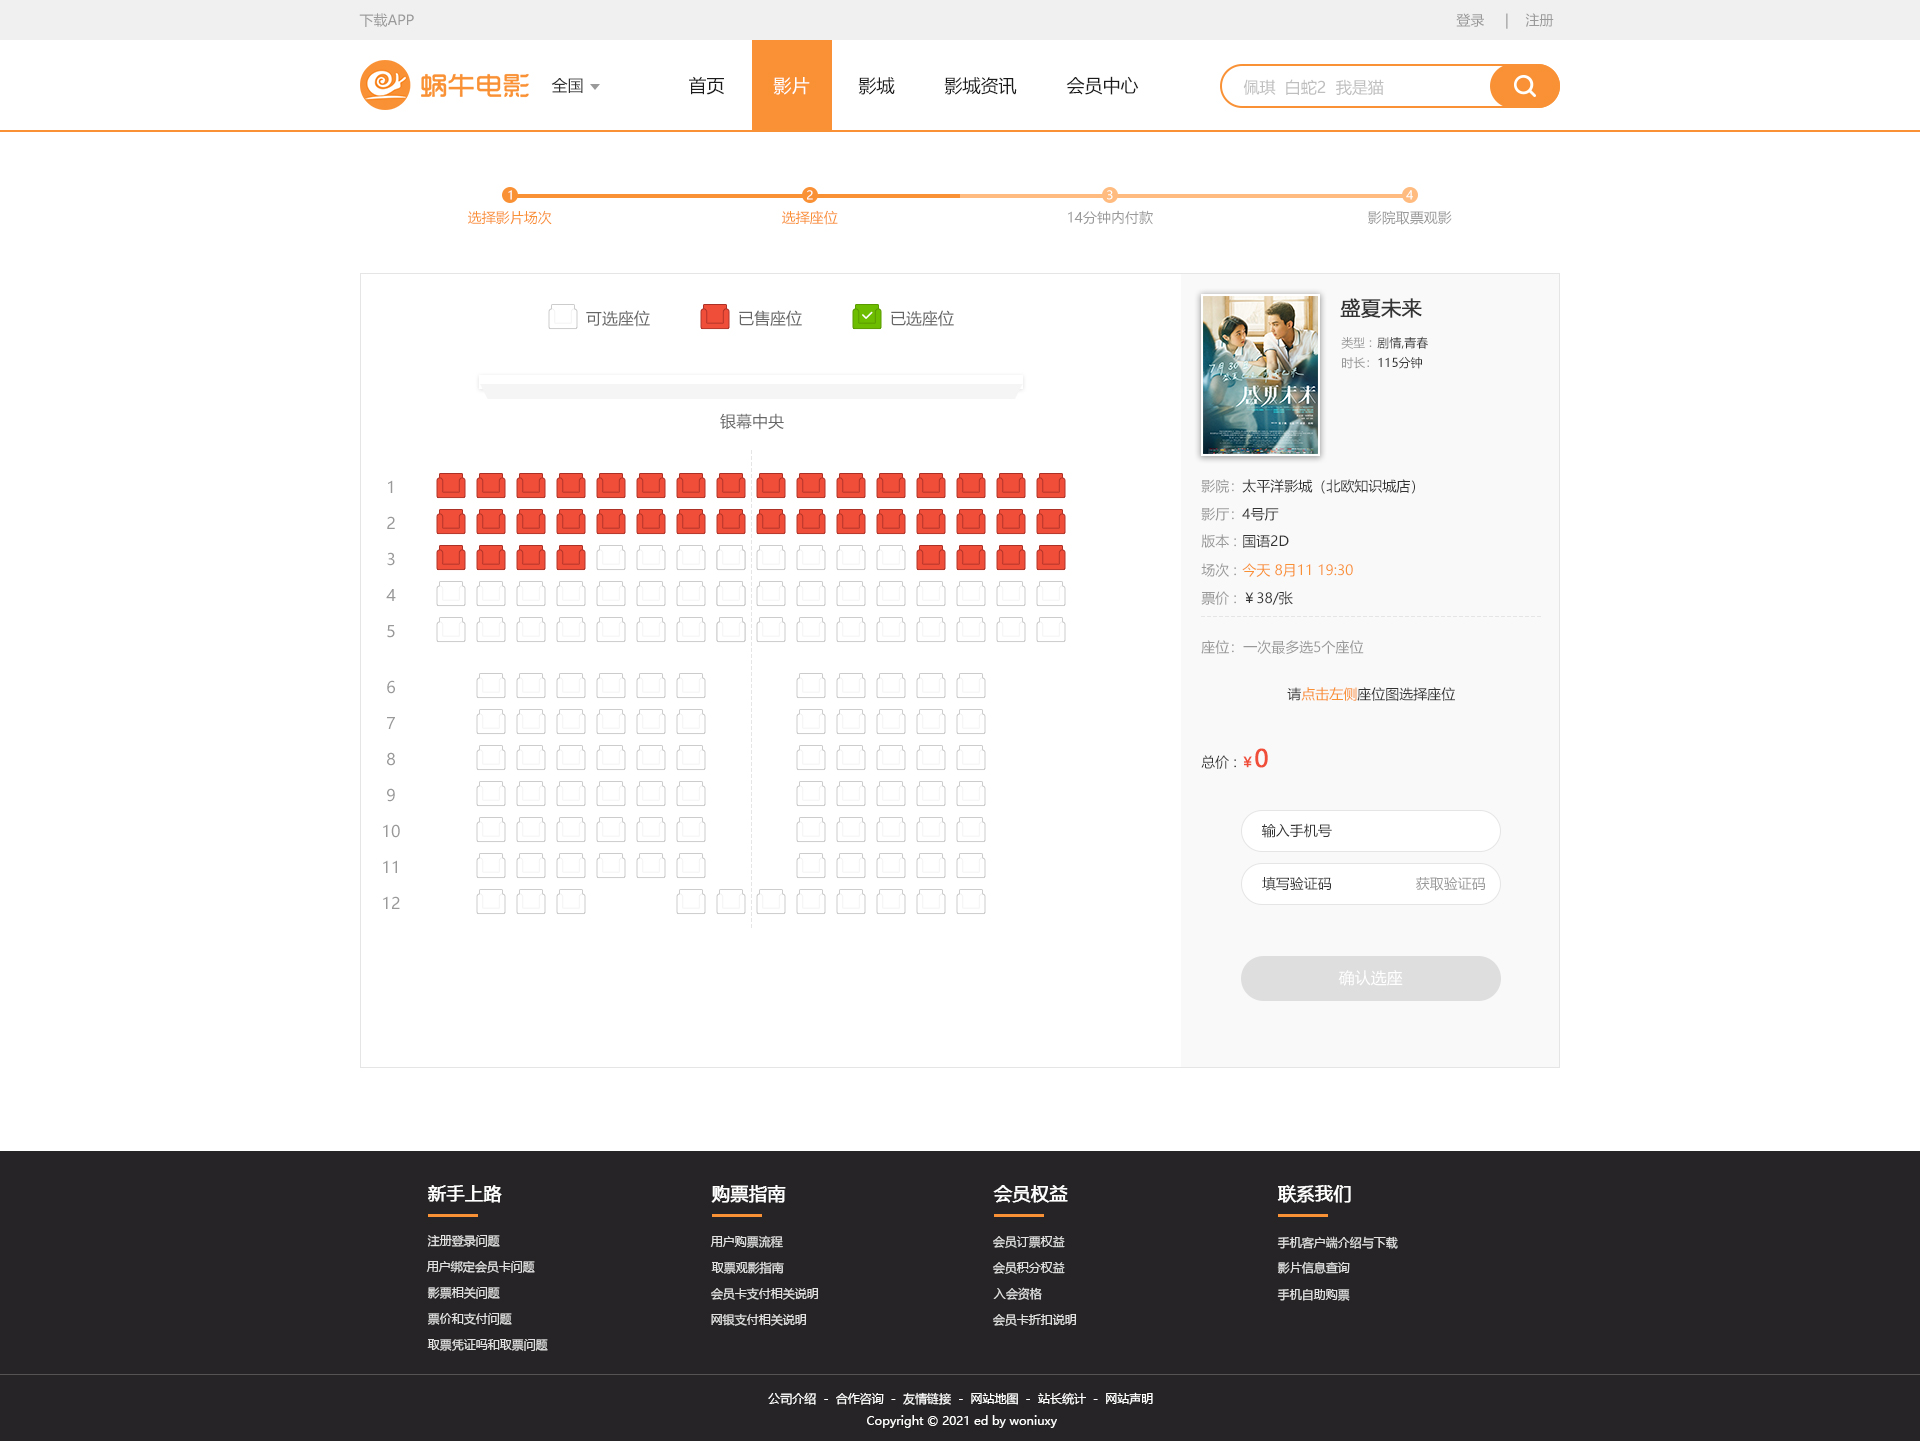 下载APP
登录 | 注册
蜗牛电影
全国
首页 影片 影城 影城资讯 会员中心
佩琪 白蛇2 我是猫
1 2 3 4
选择影片场次 选择座位 14分钟内付款 影院取票观影
可选座位 已售座位 已选座位
银幕中央
1
2
3
4
5
6
7
8
9
10
11
12
盛夏未来
类型：剧情,青春
时长：115分钟
7月30
盛夏未来
影院：太平洋影城（北欧知识城店）
影厅：4号厅
版本：国语2D
场次：今天 8月11 19:30
票价：￥38/张
座位：一次最多选5个座位
请点击左侧座位图选择座位
总价：￥0
输入手机号
填写验证码 获取验证码
确认选座
新手上路
注册登录问题
用户绑定会员卡问题
影票相关问题
票价和支付问题
取票凭证吗和取票问题
购票指南
用户购票流程
取票观影指南
会员卡支付相关说明
网银支付相关说明
会员权益
会员订票权益
会员积分权益
入会资格
会员卡折扣说明
联系我们
手机客户端介绍与下载
影片信息查询
手机自助购票
公司介绍 - 合作咨询 - 友情链接 - 网站地图 - 站长统计 - 网站声明
Copyright © 2021 ed by woniuxy